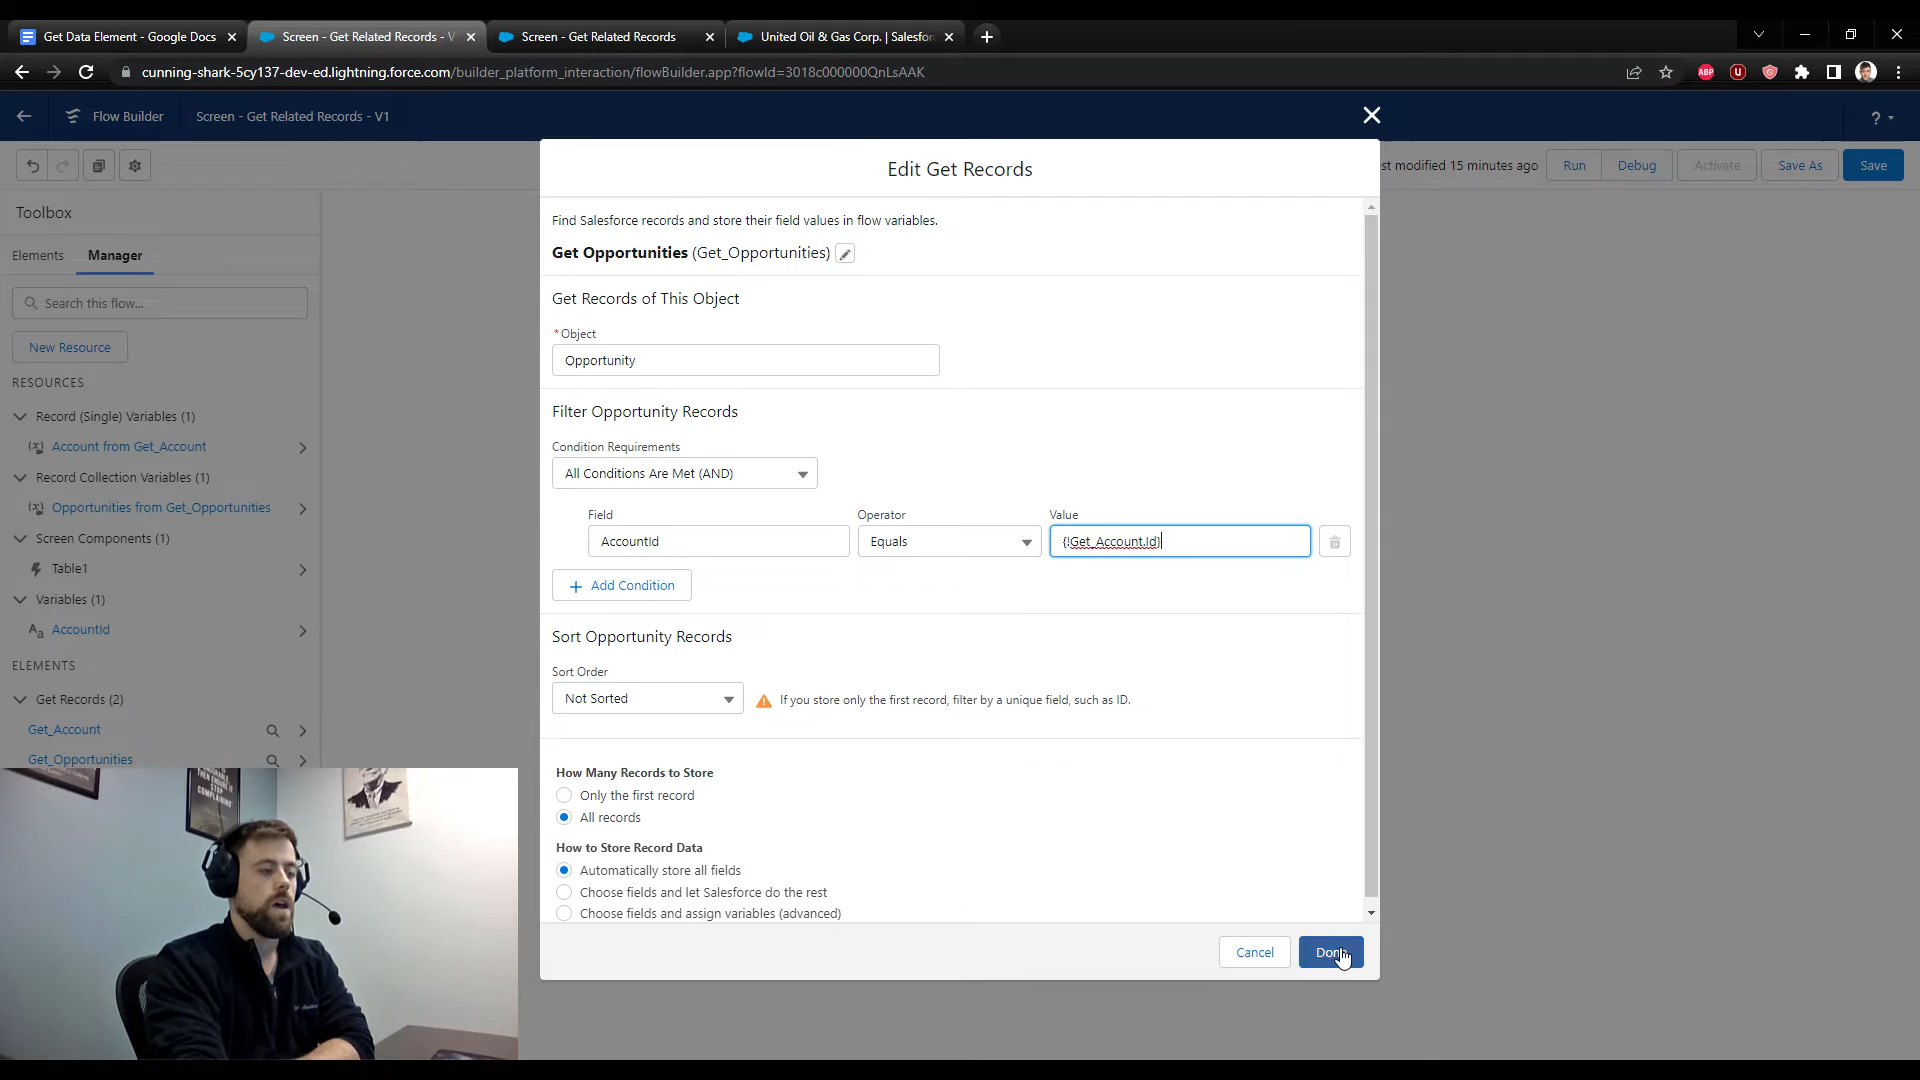 Get Data Element - Google Docs
Screen - Get Related Records - V
Screen - Get Related Records
United Oil & Gas Corp. | Salesfor
cunning-shark-5cy137-dev-ed.lightning.force.com/builder_platform_interaction/flowBuilder.app?flowId=3018c000000QnLsAAK
ABP
Flow Builder
Screen - Get Related Records - V1
?
st modified 15 minutes ago
Run
Debug
Activate
Save As
Save
Toolbox
Elements
Manager
Search this flow...
New Resource
RESOURCES
Record (Single) Variables (1)
Account from Get_Account
Record Collection Variables (1)
Opportunities from Get_Opportunities
Screen Components (1)
Table1
Variables (1)
Aa AccountId
ELEMENTS
Get Records (2)
Get_Account
Get_Opportunities
Edit Get Records
Find Salesforce records and store their field values in flow variables.
Get Opportunities (Get_Opportunities)
Get Records of This Object
*Object
Opportunity
Filter Opportunity Records
Condition Requirements
All Conditions Are Met (AND)
Field
Operator
Value
AccountId
Equals
{!Get_Account.Id}
+ Add Condition
Sort Opportunity Records
Sort Order
Not Sorted
If you store only the first record, filter by a unique field, such as ID.
How Many Records to Store
Only the first record
All records
How to Store Record Data
Automatically store all fields
Choose fields and let Salesforce do the rest
Choose fields and assign variables (advanced)
Cancel
Done
THEN ENDURE
IT SHALL
STOP
COMPLAINING